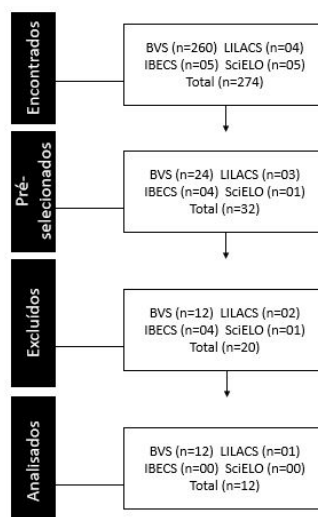 Encontrados
BVS (n=260) LILACS (n=04)
IBECS (n=05) SciELO (n=05)
Total (n=274)
Pré-
selecionados
BVS (n=24) LILACS (n=03)
IBECS (n=04) SciELO (n=01)
Total (n=32)
Excluídos
BVS (n=12) LILACS (n=02)
IBECS (n=04) SciELO (n=01)
Total (n=20)
Analisados
BVS (n=12) LILACS (n=01)
IBECS (n=00) SciELO (n=00)
Total (n=12)